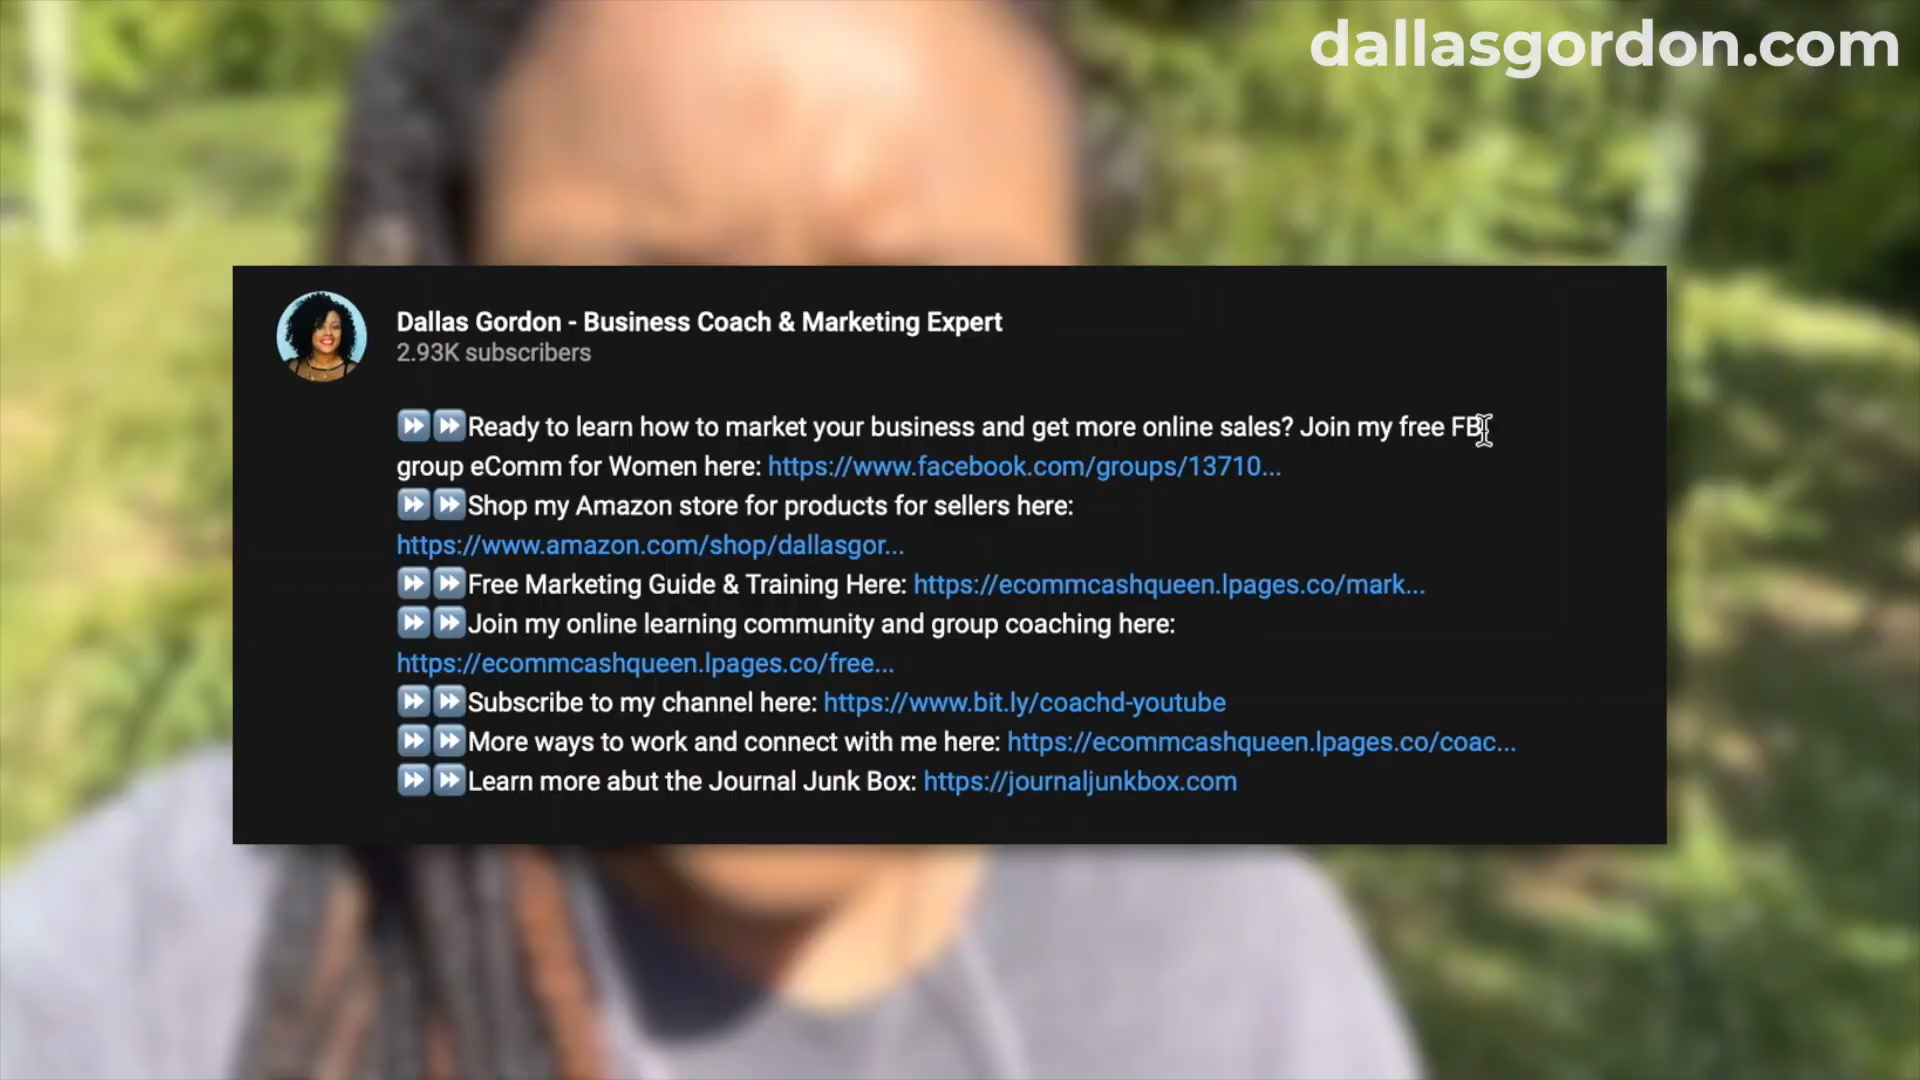 dallasgordon.com
Dallas Gordon - Business Coach & Marketing Expert
2.93K subscribers
⏩⏩Ready to learn how to market your business and get more online sales? Join my free FB
group eComm for Women here: https://www.facebook.com/groups/13710...
⏩⏩Shop my Amazon store for products for sellers here:
https://www.amazon.com/shop/dallasgor...
⏩⏩Free Marketing Guide & Training Here: https://ecommcashqueen.lpages.co/mark...
⏩⏩Join my online learning community and group coaching here:
https://ecommcashqueen.lpages.co/free...
⏩⏩Subscribe to my channel here: https://www.bit.ly/coachd-youtube
⏩⏩More ways to work and connect with me here: https://ecommcashqueen.lpages.co/coac...
⏩⏩Learn more abut the Journal Junk Box: https://journaljunkbox.com